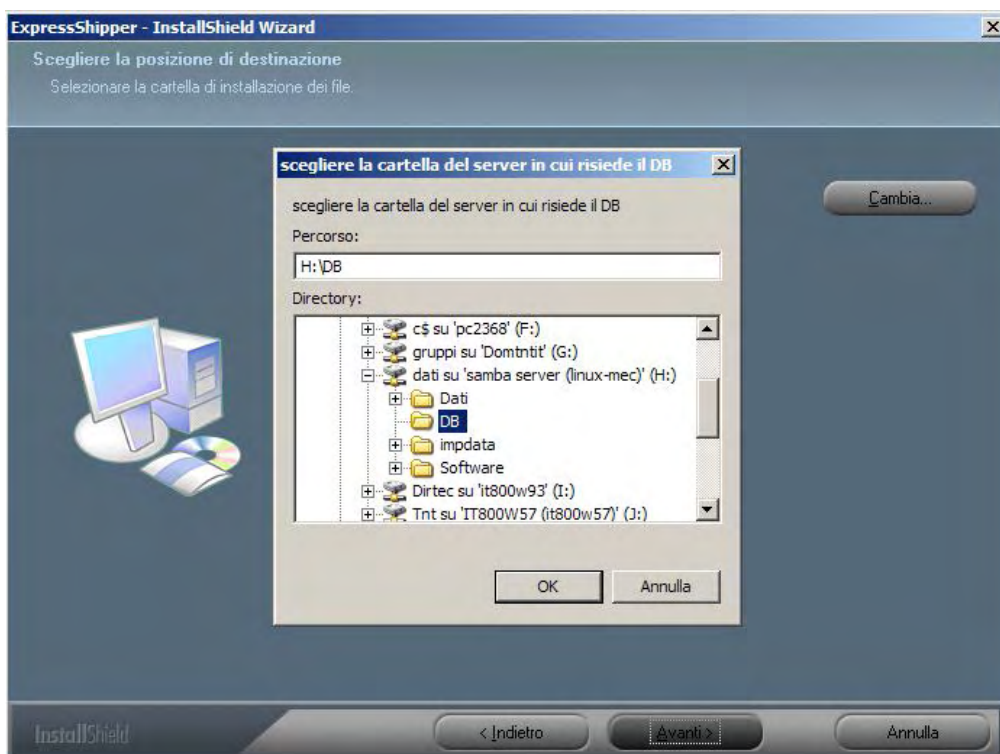 ExpressShipper - InstallShield Wizard
Scegliere la posizione di destinazione
Selezionare la cartella di installazione dei file.
scegliere la cartella del server in cui risiede il DB
scegliere la cartella del server in cui risiede il DB
Cambia...
Percorso:
H:\DB
Directory:
c$ su 'pc2368' (F:)
gruppi su 'Domtntit' (G:)
dati su 'samba server (linux-mec)' (H:)
Dati
DB
impdata
Software
Dirtec su 'it800w93' (I:)
Tnt su 'IT800W57 (it800w57)' (J:)
OK
Annulla
InstallShield
< Indietro
Avanti >
Annulla